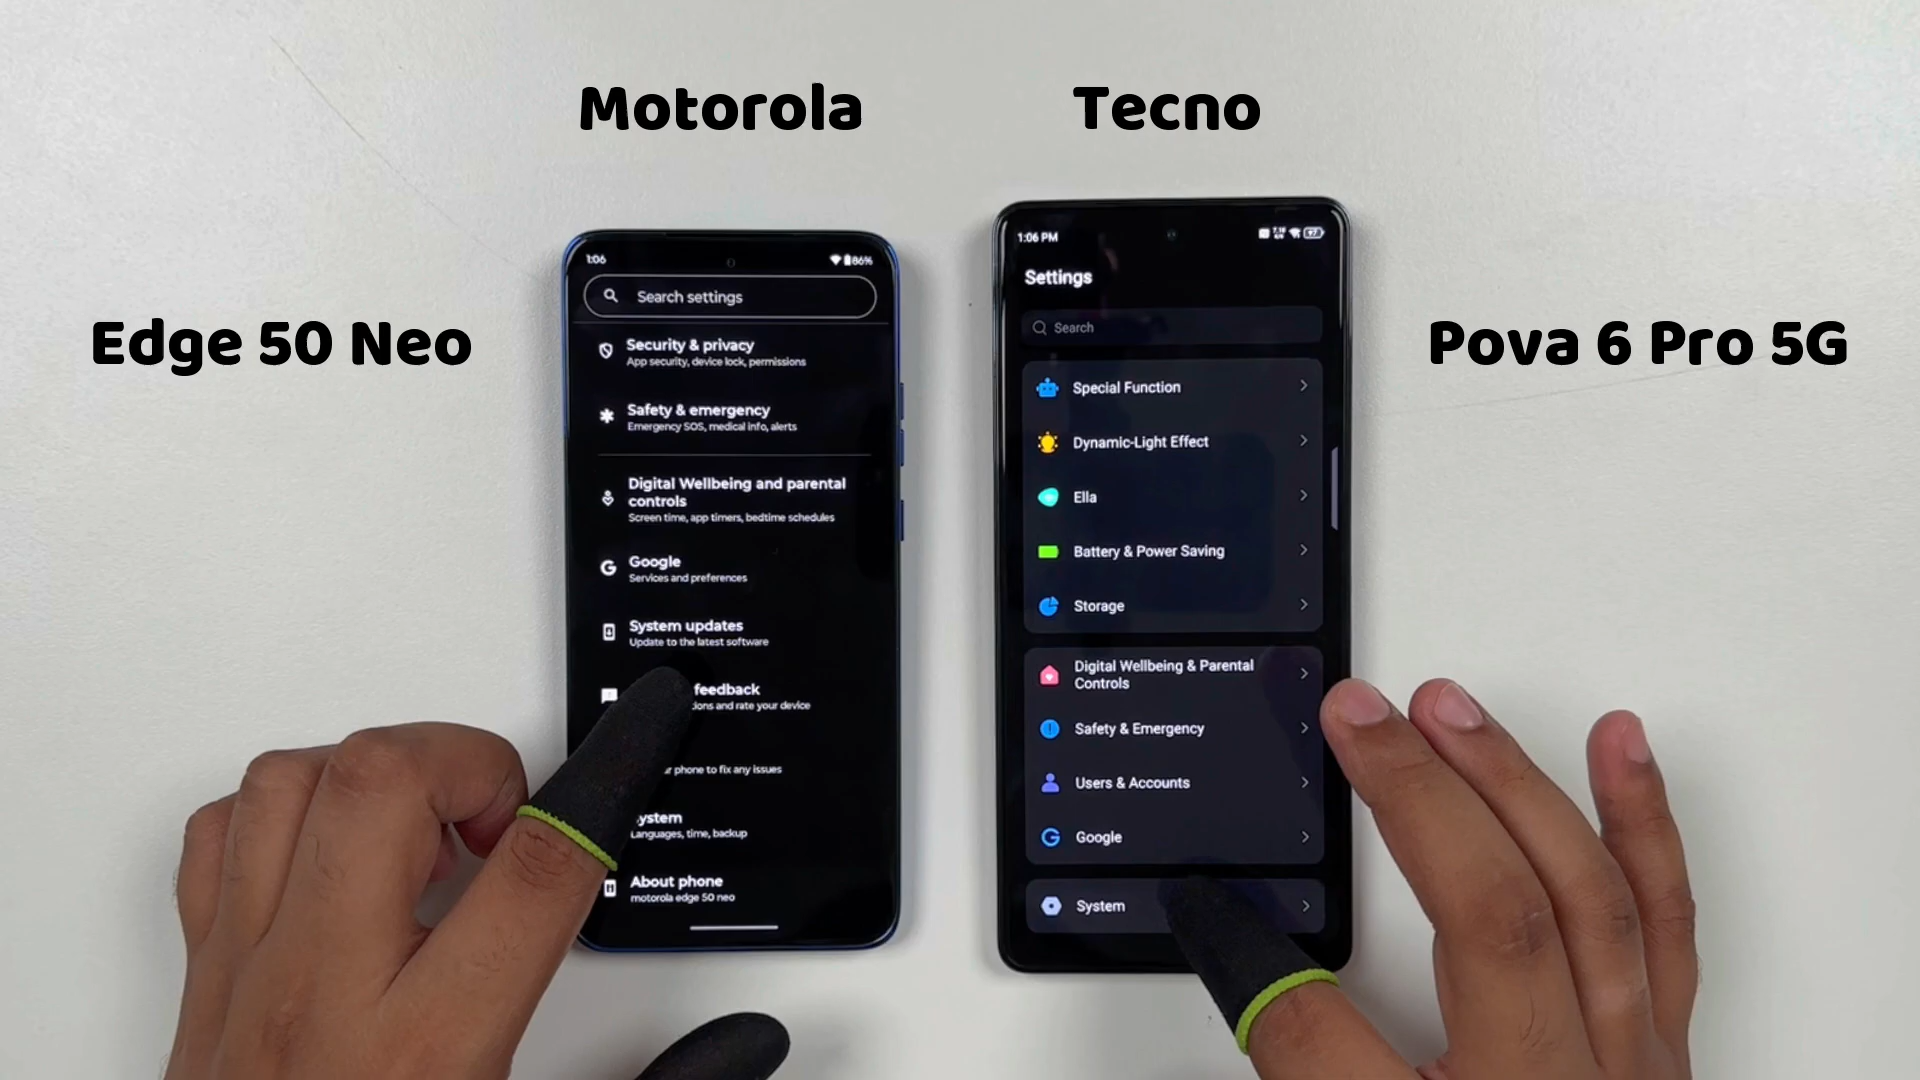 Motorola
Tecno
Edge 50 Neo
Pova 6 Pro 5G
1:06
86%
Search settings
Security & privacy
App security, device lock, permissions
Safety & emergency
Emergency SOS, medical info, alerts
Digital Wellbeing and parental
controls
Screen time, app timers, bedtime schedules
Google
Services and preferences
System updates
Update to the latest software
feedback
and rate your device
phone to fix any issues
Languages, time, backup
About phone
motorola edge 50 neo
1:06 PM
97
Settings
Search
Special Function
Dynamic-Light Effect
Ella
Battery & Power Saving
Storage
Digital Wellbeing & Parental
Controls
Safety & Emergency
Users & Accounts
Google
System